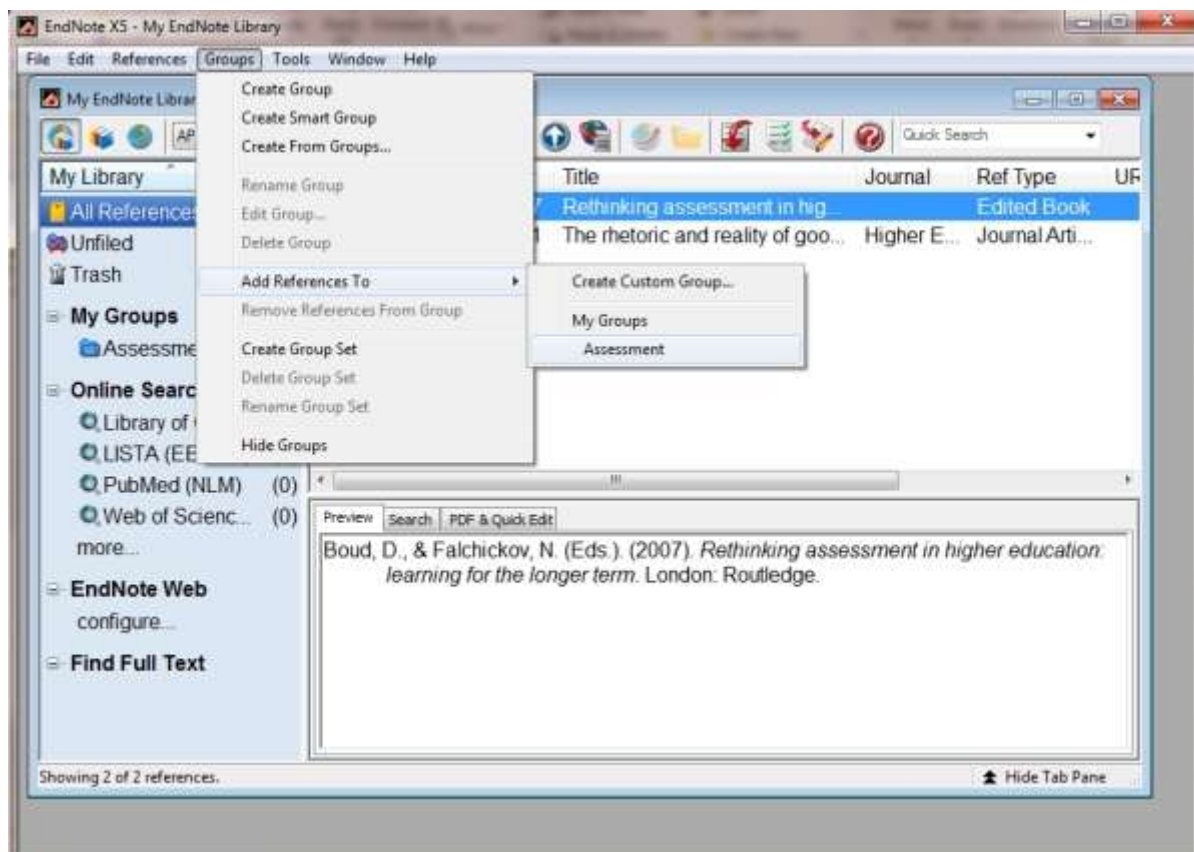 EndNote X5 - My EndNote Library
File Edit References Groups Tools Window Help
My EndNote Librar
AP
Quick Search
Create Group
Create Smart Group
Create From Groups...
Rename Group
Edit Group...
Delete Group
Add References To
Remove References From Group
Create Group Set
Delete Group Set
Rename Group Set
Hide Groups
Create Custom Group...
My Groups
Assessment
My Library
All References
Unfiled
Trash
My Groups
Assessme
Online Searc
Library of
LISTA (EE
PubMed (NLM) (0)
Web of Scienc... (0)
more...
EndNote Web
configure...
Find Full Text
Title Journal Ref Type UR
7 Rethinking assessment in hig... Edited Book
1 The rhetoric and reality of goo... Higher E... Journal Arti...
Preview Search PDF & Quick Edit
Boud, D., & Falchickov, N. (Eds.). (2007). Rethinking assessment in higher education:
learning for the longer term. London: Routledge.
Showing 2 of 2 references.
Hide Tab Pane